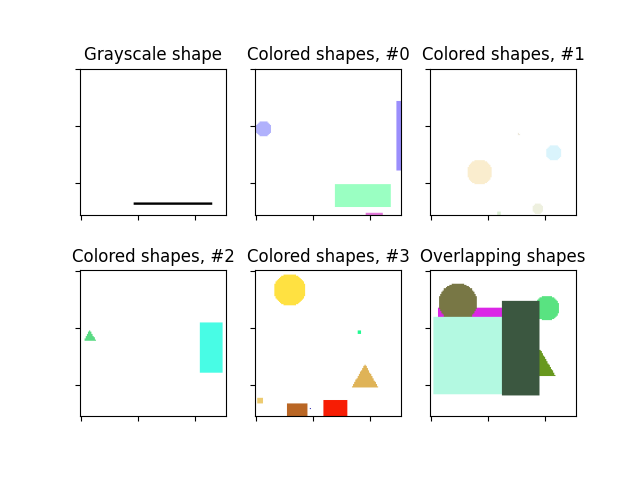 Grayscale shape
Colored shapes, #0
Colored shapes, #1
Colored shapes, #2
Colored shapes, #3
Overlapping shapes